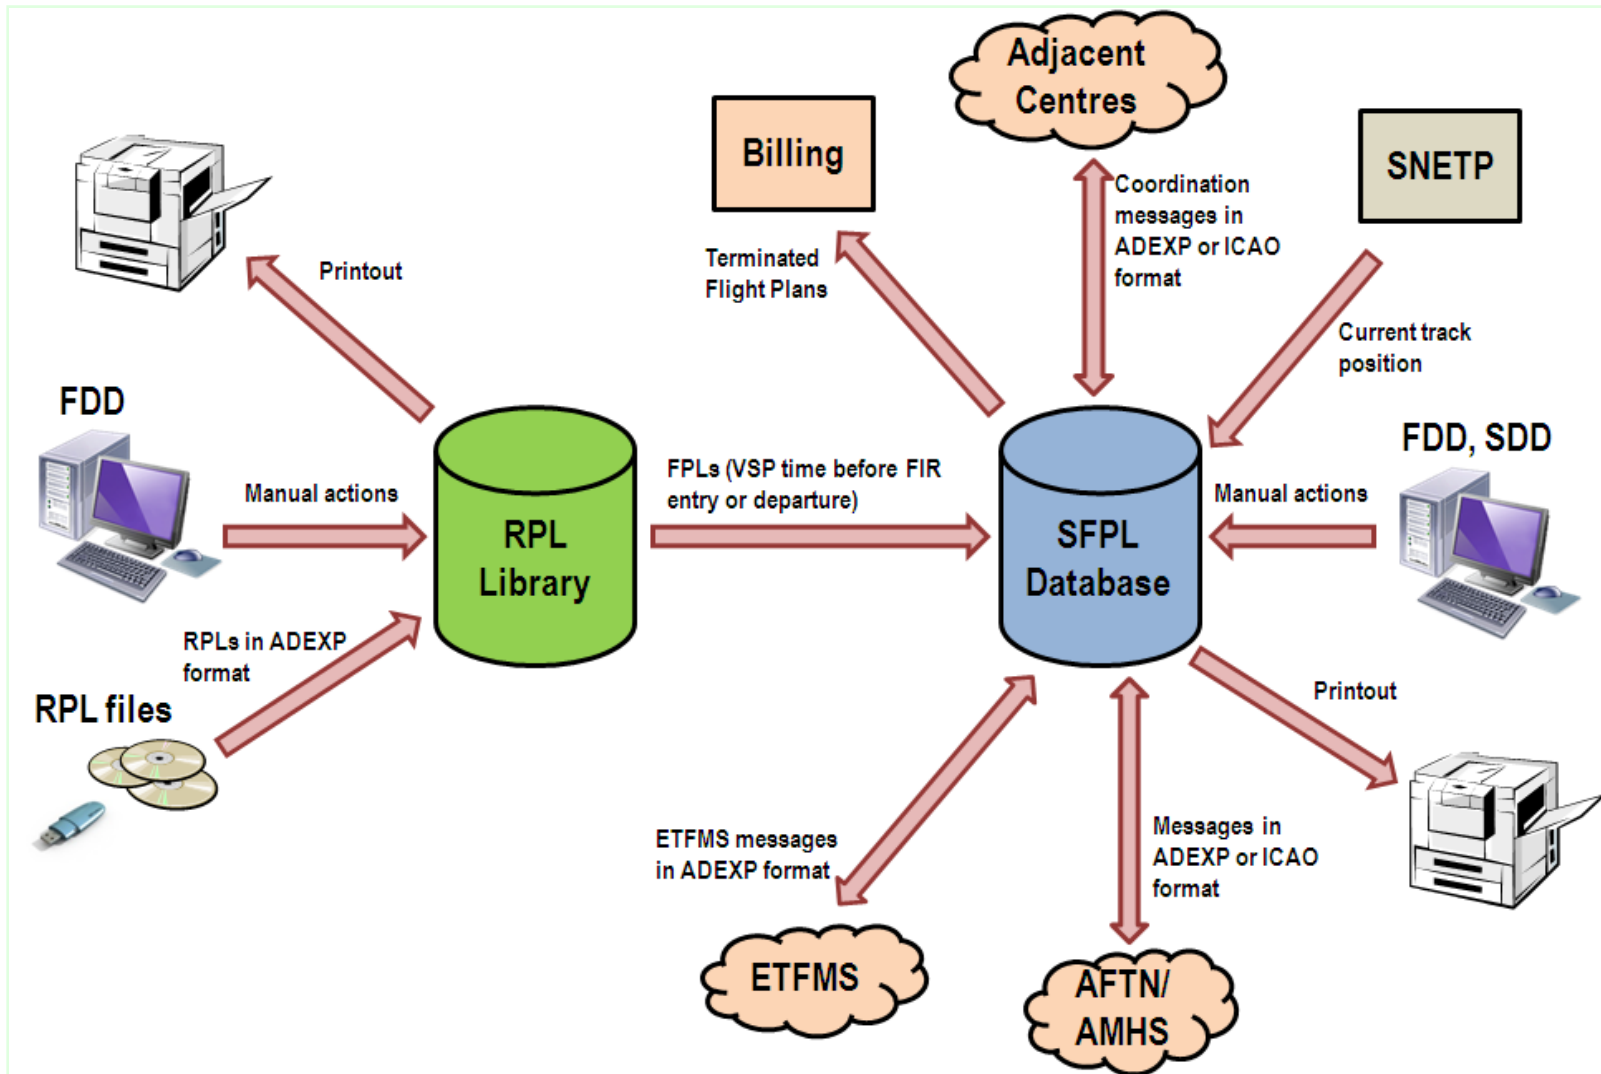 Adjacent
Centres
Billing
SNETP
Coordination
messages in
ADEXP or ICAO
format
Printout
Terminated
Flight Plans
Current track
position
FDD
FDD, SDD
Manual actions
FPLs (VSP time before FIR
entry or departure)
Manual actions
RPL
Library
SFPL
Database
RPLs in ADEXP
format
RPL files
Printout
ETFMS messages
in ADEXP format
Messages in
ADEXP or ICAO
format
ETFMS
AFTN/
AMHS